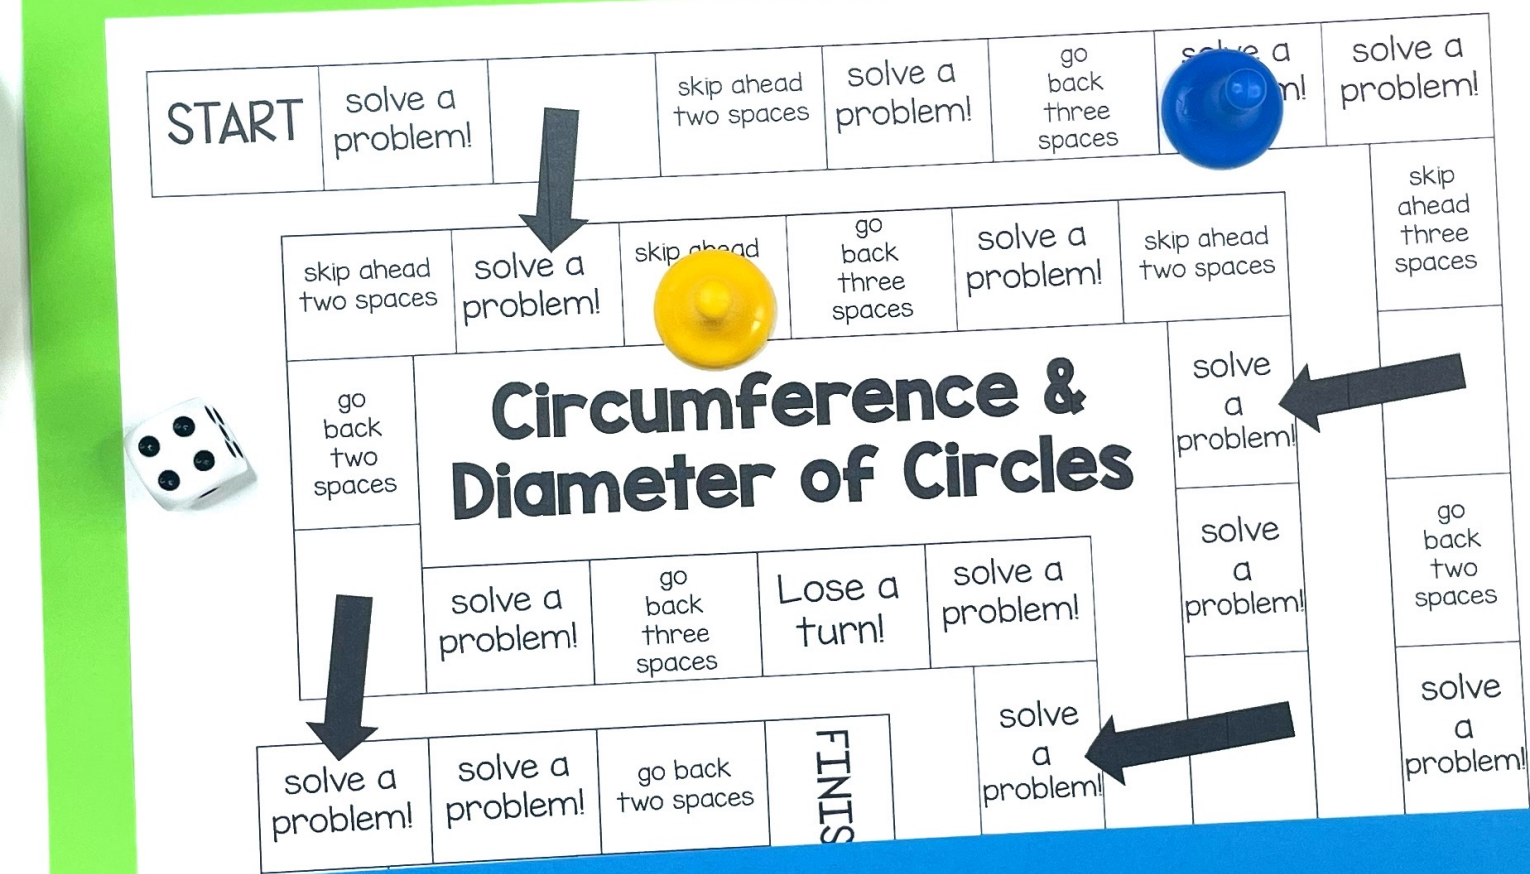 START
solve a
problem!
skip ahead
two spaces
solve a
problem!
go
back
three
spaces
a
solve a
problem!
skip
ahead
three
spaces
skip ahead
two spaces
solve a
problem!
skip ahead
go
back
three
spaces
solve a
problem!
skip ahead
two spaces
go
back
two
spaces
Circumference &
Diameter of Circles
solve
a
problem!
solve
a
problem!
go
back
two
spaces
solve a
problem!
go
back
three
spaces
Lose a
turn!
solve a
problem!
solve
a
problem!
solve
a
problem!
solve a
problem!
solve a
problem!
go back
two spaces
FINIS